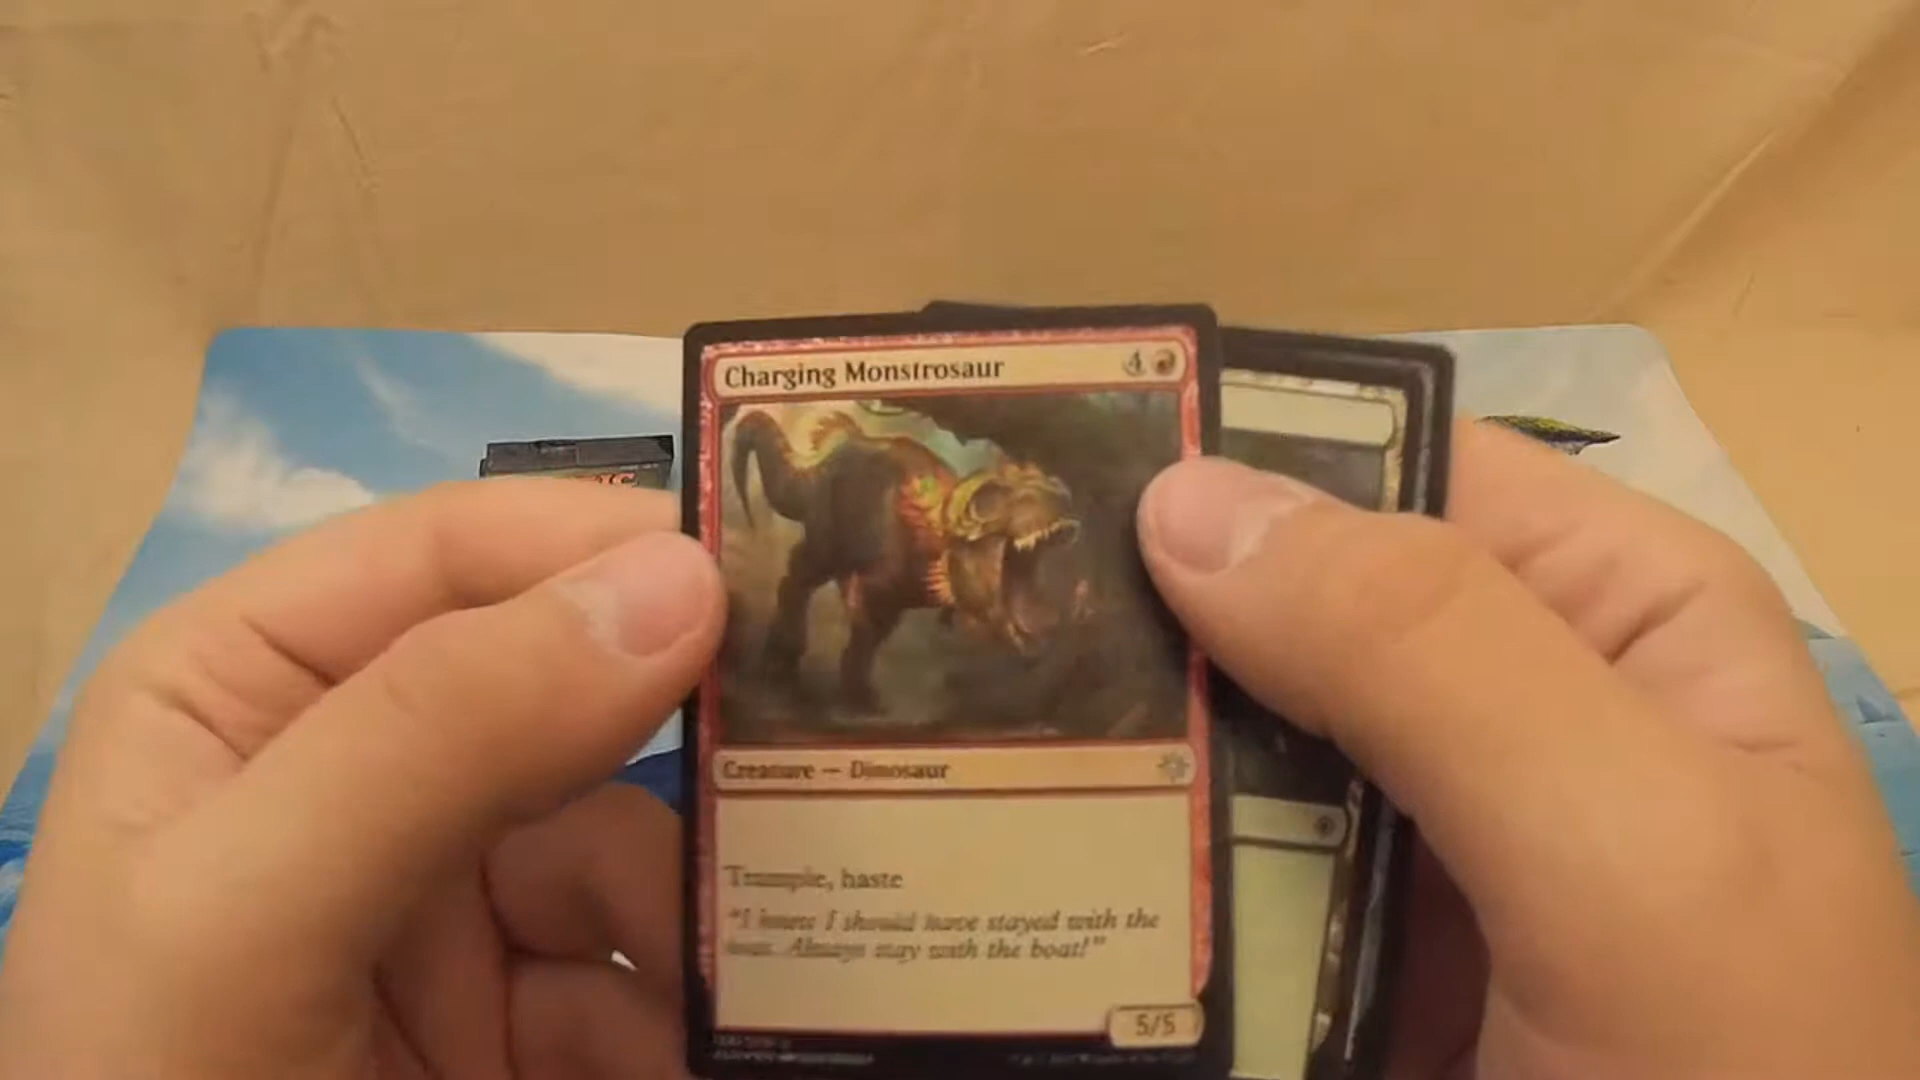 Charging Monstrosaur 4
Creature — Dinosaur
Trample, haste
"I knew I should have stayed with the
boat. Always stay with the boat!"
5/5